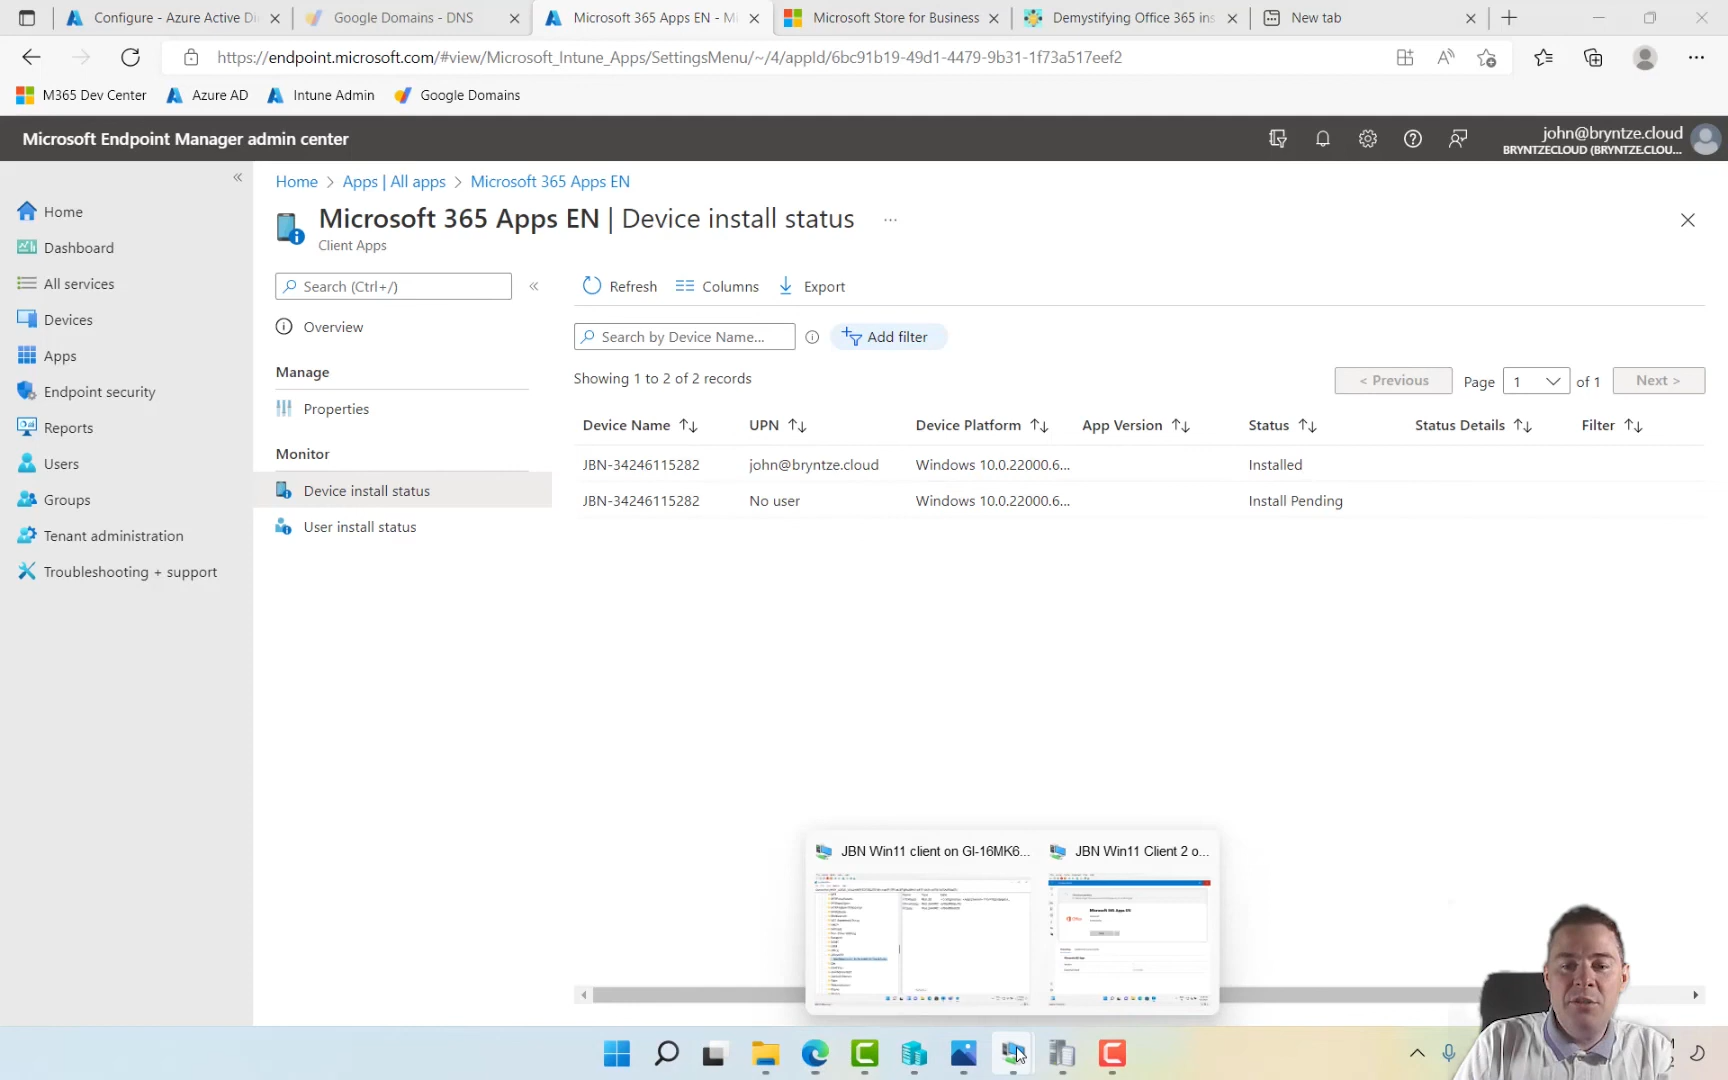 Configure - Azure Active Di
Google Domains - DNS
Microsoft 365 Apps EN - Mi
Microsoft Store for Business
Demystifying Office 365 ins
New tab
https://endpoint.microsoft.com/#view/Microsoft_Intune_Apps/SettingsMenu/~/4/appId/6bc91b19-49d1-4479-9b31-1f73a517eef2
M365 Dev Center
Azure AD
Intune Admin
Google Domains
Microsoft Endpoint Manager admin center
john@bryntze.cloud
BRYNTZECLOUD (BRYNTZE.CLOU...
Home > Apps | All apps > Microsoft 365 Apps EN
Microsoft 365 Apps EN | Device install status ...
Client Apps
Home
Dashboard
All services
Devices
Apps
Endpoint security
Reports
Users
Groups
Tenant administration
Troubleshooting + support
Search (Ctrl+/)
Overview
Manage
Properties
Monitor
Device install status
User install status
Refresh
Columns
Export
Search by Device Name...
Add filter
Showing 1 to 2 of 2 records
< Previous
Page
1
of 1
Next >
Device Name
UPN
Device Platform
App Version
Status
Status Details
Filter
JBN-34246115282
john@bryntze.cloud
Windows 10.0.22000.6...
Installed
JBN-34246115282
No user
Windows 10.0.22000.6...
Install Pending
JBN Win11 client on GI-16MK6...
JBN Win11 Client 2 o...
Microsoft 365 Apps EN